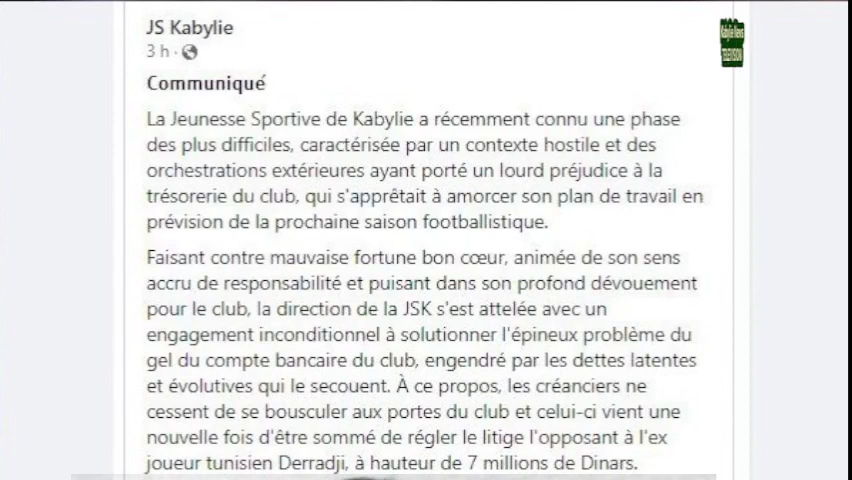 JS Kabylie
3 h ·
Kabylie News
TELEVISION
Communiqué
La Jeunesse Sportive de Kabylie a récemment connu une phase
des plus difficiles, caractérisée par un contexte hostile et des
orchestrations extérieures ayant porté un lourd préjudice à la
trésorerie du club, qui s'apprêtait à amorcer son plan de travail en
prévision de la prochaine saison footballistique.
Faisant contre mauvaise fortune bon cœur, animée de son sens
accru de responsabilité et puisant dans son profond dévouement
pour le club, la direction de la JSK s'est attelée avec un
engagement inconditionnel à solutionner l'épineux problème du
gel du compte bancaire du club, engendré par les dettes latentes
et évolutives qui le secouent. À ce propos, les créanciers ne
cessent de se bousculer aux portes du club et celui-ci vient une
nouvelle fois d'être sommé de régler le litige l'opposant à l'ex
joueur tunisien Derradji, à hauteur de 7 millions de Dinars.